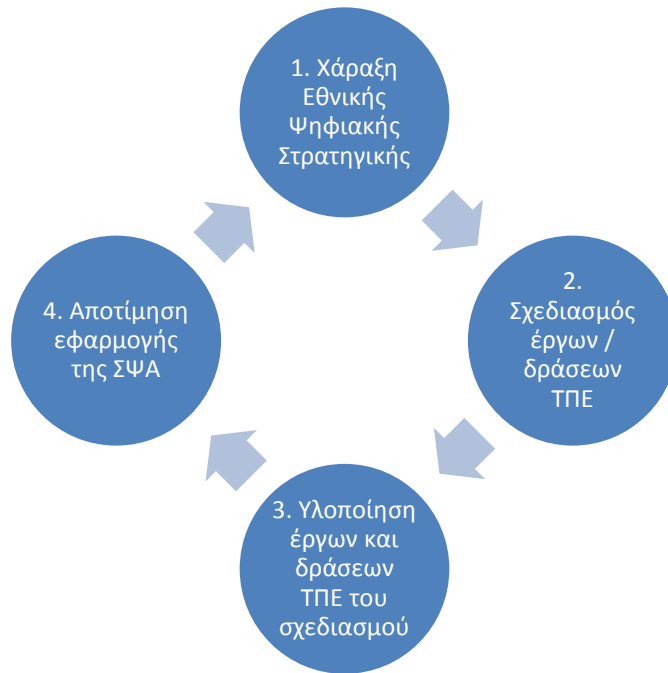 1. Χάραξη
Εθνικής
Ψηφιακής
Στρατηγικής
2.
Σχεδιασμός
έργων /
δράσεων
ΤΠΕ
3. Υλοποίηση
έργων και
δράσεων
ΤΠΕ του
σχεδιασμού
4. Αποτίμηση
εφαρμογής
της ΣΨΑ